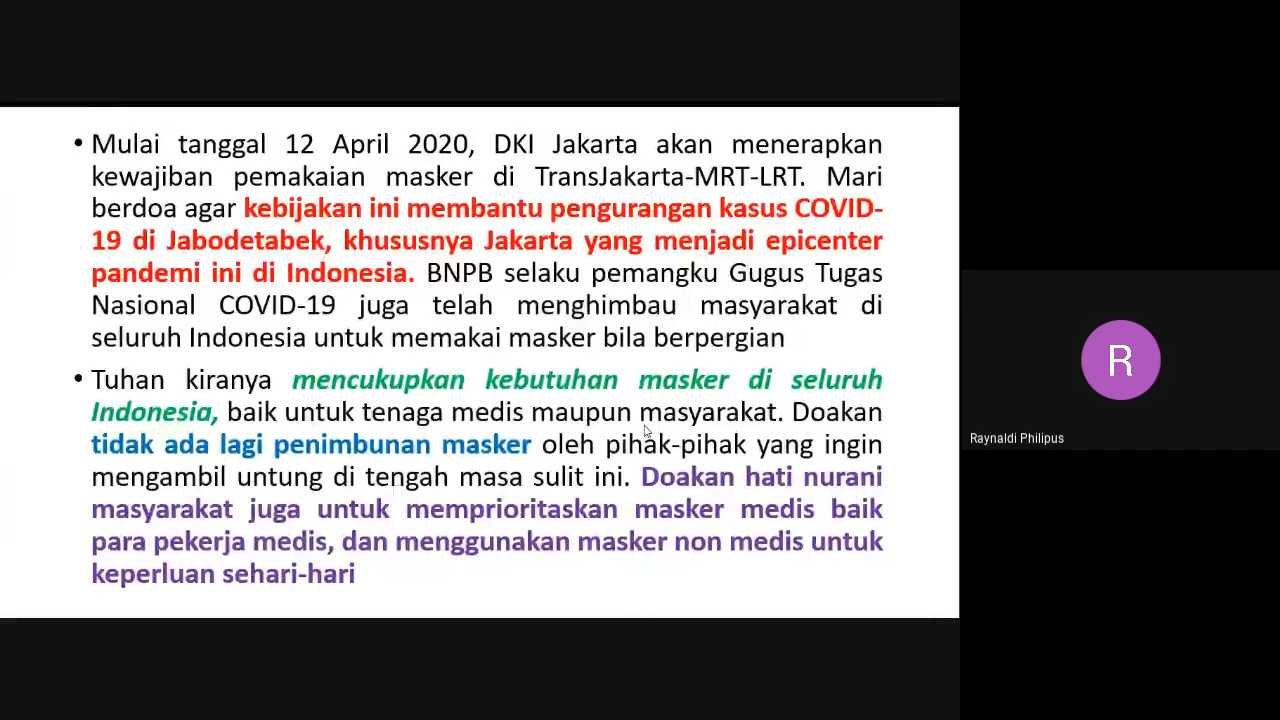 • Mulai tanggal 12 April 2020, DKI Jakarta akan menerapkan
kewajiban pemakaian masker di TransJakarta-MRT-LRT. Mari
berdoa agar kebijakan ini membantu pengurangan kasus COVID-
19 di Jabodetabek, khususnya Jakarta yang menjadi epicenter
pandemi ini di Indonesia. BNPB selaku pemangku Gugus Tugas
Nasional COVID-19 juga telah menghimbau masyarakat di
seluruh Indonesia untuk memakai masker bila berpergian
• Tuhan kiranya mencukupkan kebutuhan masker di seluruh
Indonesia, baik untuk tenaga medis maupun masyarakat. Doakan
tidak ada lagi penimbunan masker oleh pihak-pihak yang ingin
mengambil untung di tengah masa sulit ini. Doakan hati nurani
masyarakat juga untuk memprioritaskan masker medis baik
para pekerja medis, dan menggunakan masker non medis untuk
keperluan sehari-hari
R
Raynaldi Philipus